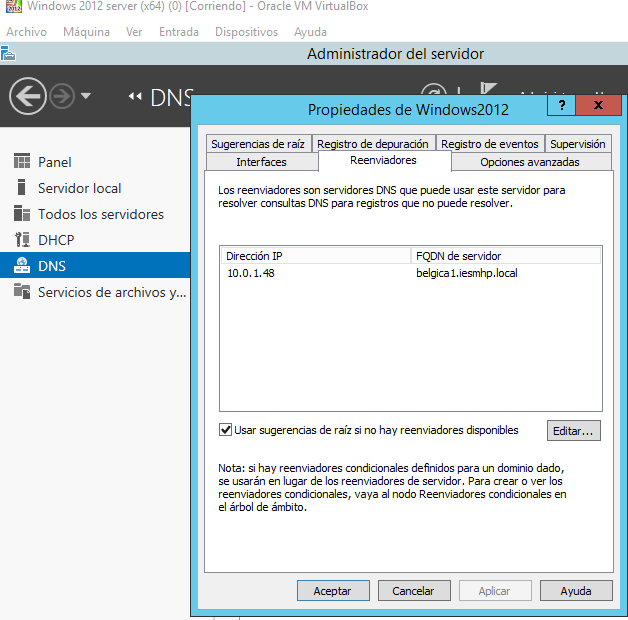 Windows 2012 server (x64) (0) [Corriendo] - Oracle VM VirtualBox
Archivo Máquina Ver Entrada Dispositivos Ayuda
Administrador del servidor
DNS
Propiedades de Windows2012
? x
Sugerencias de raíz Registro de depuración Registro de eventos Supervisión
Interfaces Reenviadores Opciones avanzadas
Panel
Servidor local
Todos los servidores
DHCP
DNS
Servicios de archivos y...
Los reenviadores son servidores DNS que puede usar este servidor para
resolver consultas DNS para registros que no puede resolver.
Dirección IP FQDN de servidor
10.0.1.48 belgica1.iesmhp.local
Usar sugerencias de raíz si no hay reenviadores disponibles
Editar...
Nota: si hay reenviadores condicionales definidos para un dominio dado,
se usarán en lugar de los reenviadores de servidor. Para crear o ver los
reenviadores condicionales, vaya al nodo Reenviadores condicionales en
el árbol de ámbito.
Aceptar Cancelar Aplicar Ayuda